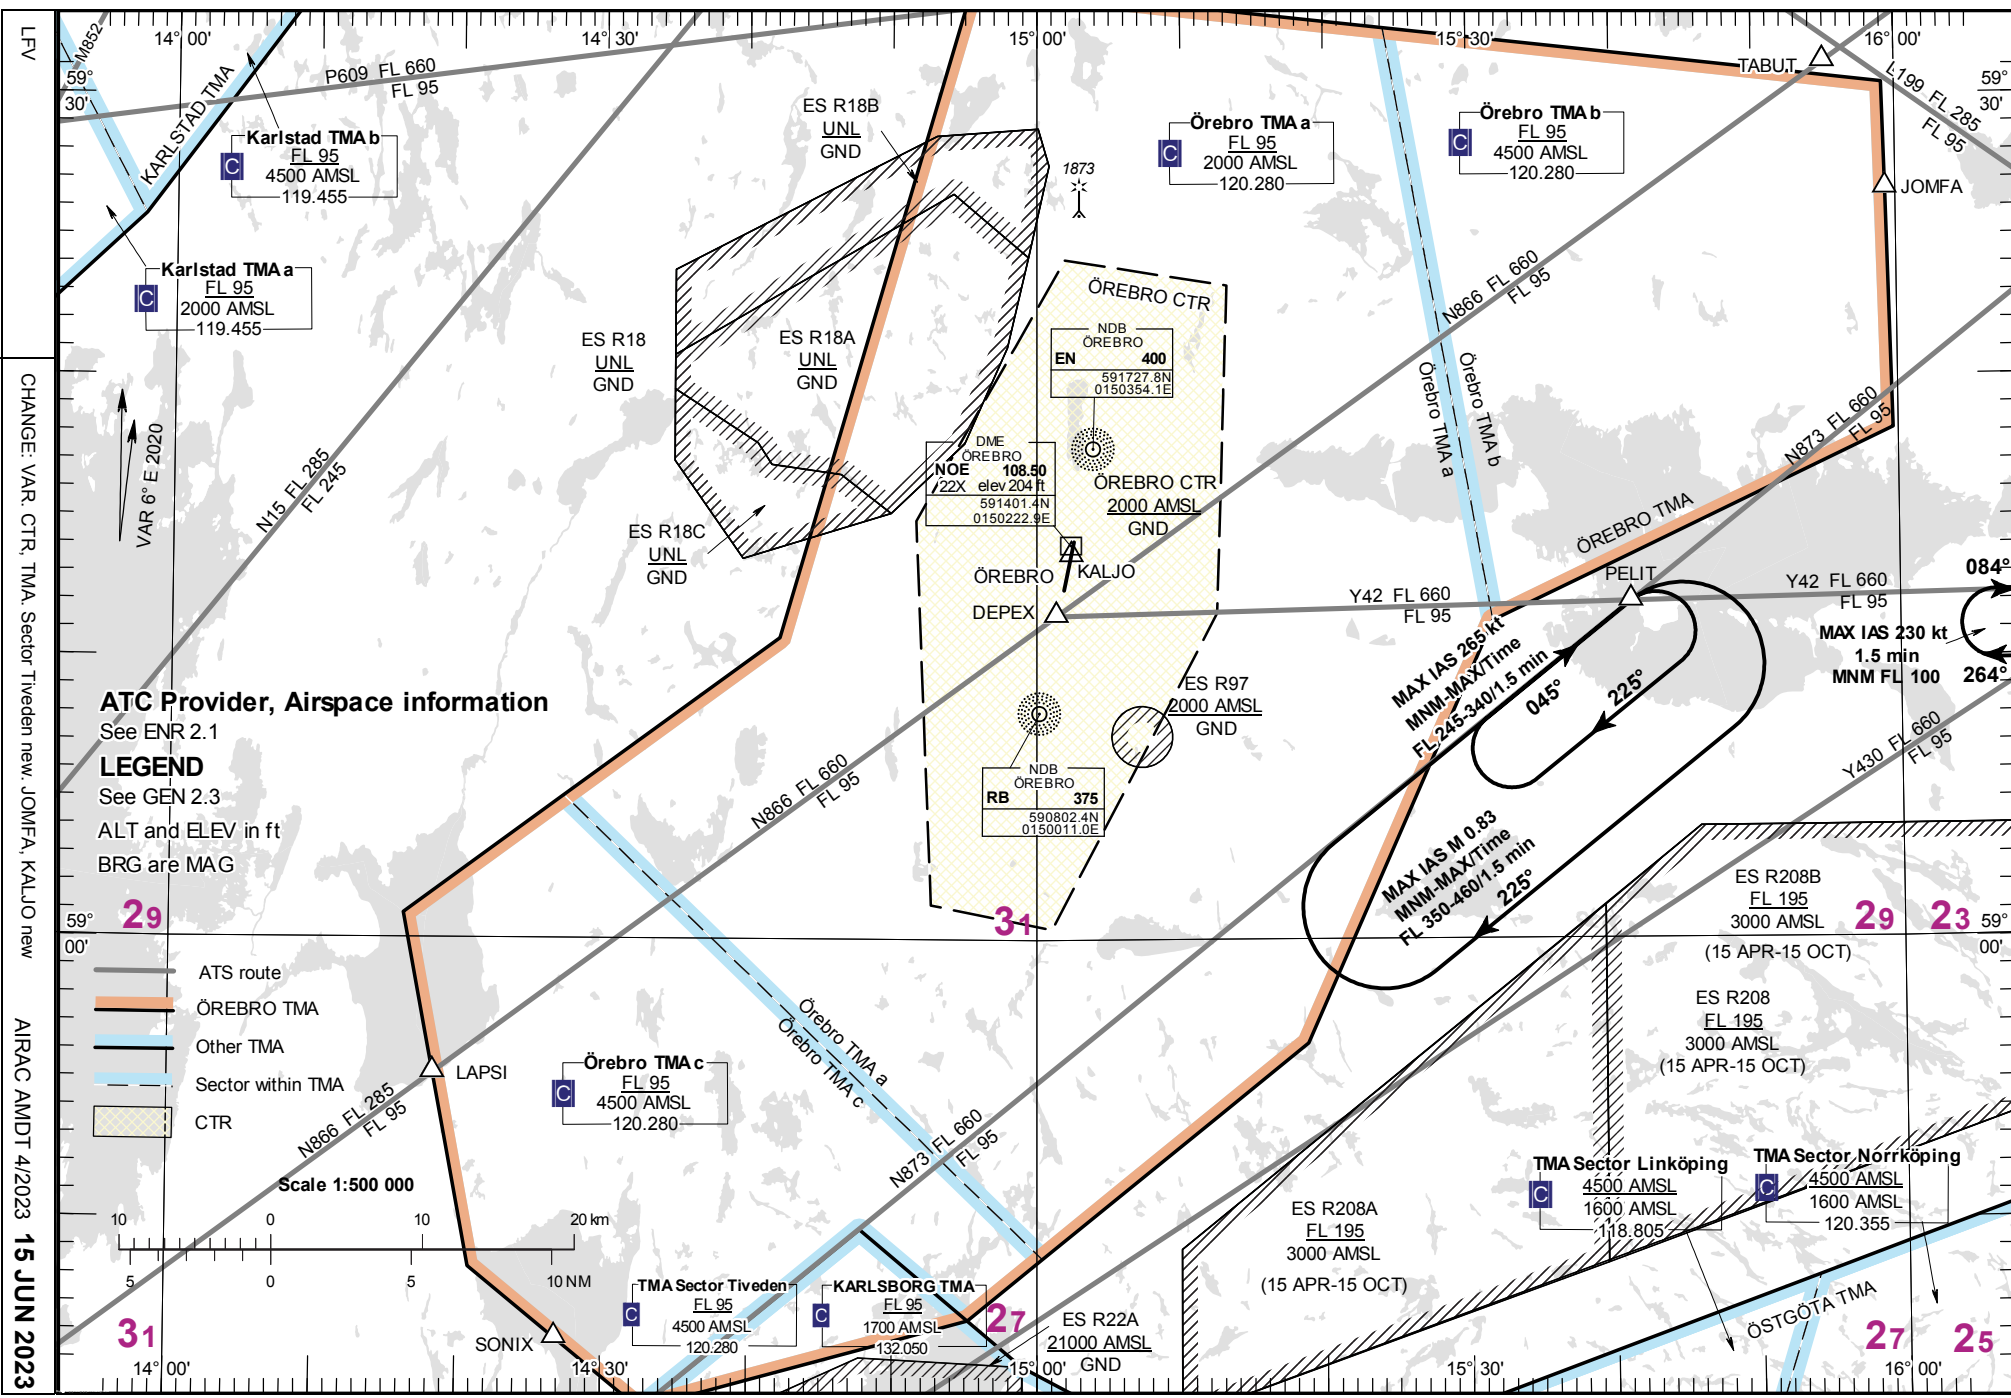 LFV
CHANGE: VAR. CTR, TMA. Sector Tiveden new. JOMFA, KALJO new
AIRAC AMDT 4/2023 15 JUN 2023
14° 00'
14° 30'
15° 00'
15° 30'
16° 00'
59°
30'
59°
30'
M852
KARLSTAD TMA
P609 FL 660
FL 95
Karlstad TMA b
C
FL 95
4500 AMSL
119.455
Karlstad TMA a
C
FL 95
2000 AMSL
119.455
ES R18B
UNL
GND
1873
Örebro TMA a
C
FL 95
2000 AMSL
120.280
Örebro TMA b
C
FL 95
4500 AMSL
120.280
TABUT
L199 FL 285
FL 95
JOMFA
ES R18
UNL
GND
ES R18A
UNL
GND
ÖREBRO CTR
NDB
ÖREBRO
EN 400
591727.8N
0150354.1E
N866 FL 660
FL 95
Örebro TMA b
Örebro TMA a
N873 FL 660
FL 95
VAR 6° E 2020
N15 FL 285
FL 245
DME
ÖREBRO
NOE 108.50
22X elev 204 ft
591401.4N
0150222.9E
ÖREBRO CTR
2000 AMSL
GND
ES R18C
UNL
GND
ÖREBRO
KALJO
DEPEX
ÖREBRO TMA
PELIT
Y42 FL 660
FL 95
Y42 FL 660
FL 95
084°
MAX IAS 230 kt
1.5 min
MNM FL 100
264°
MAX IAS 265 kt
MNM-MAX/Time
FL 245-340/1.5 min
045°
225°
ES R97
2000 AMSL
GND
Y430 FL 660
FL 95
ATC Provider, Airspace information
See ENR 2.1
LEGEND
See GEN 2.3
ALT and ELEV in ft
BRG are MAG
N866 FL 660
FL 95
NDB
ÖREBRO
RB 375
590802.4N
0150011.0E
MAX IAS M 0.83
MNM-MAX/Time
FL 350-460/1.5 min
225°
ES R208B
FL 195
3000 AMSL
(15 APR-15 OCT)
29
31
29
23
59°
00'
59°
00'
ATS route
ÖREBRO TMA
Other TMA
Sector within TMA
CTR
ES R208
FL 195
3000 AMSL
(15 APR-15 OCT)
Örebro TMA a
Örebro TMA c
LAPSI
N866 FL 285
FL 95
Örebro TMA c
C
FL 95
4500 AMSL
120.280
N873 FL 660
FL 95
Scale 1:500 000
10 0 10 20 km
5 0 5 10 NM
TMA Sector Linköping
C
4500 AMSL
1600 AMSL
118.805
TMA Sector Norrköping
C
4500 AMSL
1600 AMSL
120.355
ES R208A
FL 195
3000 AMSL
(15 APR-15 OCT)
TMA Sector Tiveden
C
FL 95
4500 AMSL
120.280
KARLSBORG TMA
C
FL 95
1700 AMSL
132.050
27
ES R22A
21000 AMSL
GND
ÖSTGÖTA TMA
31
SONIX
27
25
14° 00'
14° 30'
15° 00'
15° 30'
16° 00'